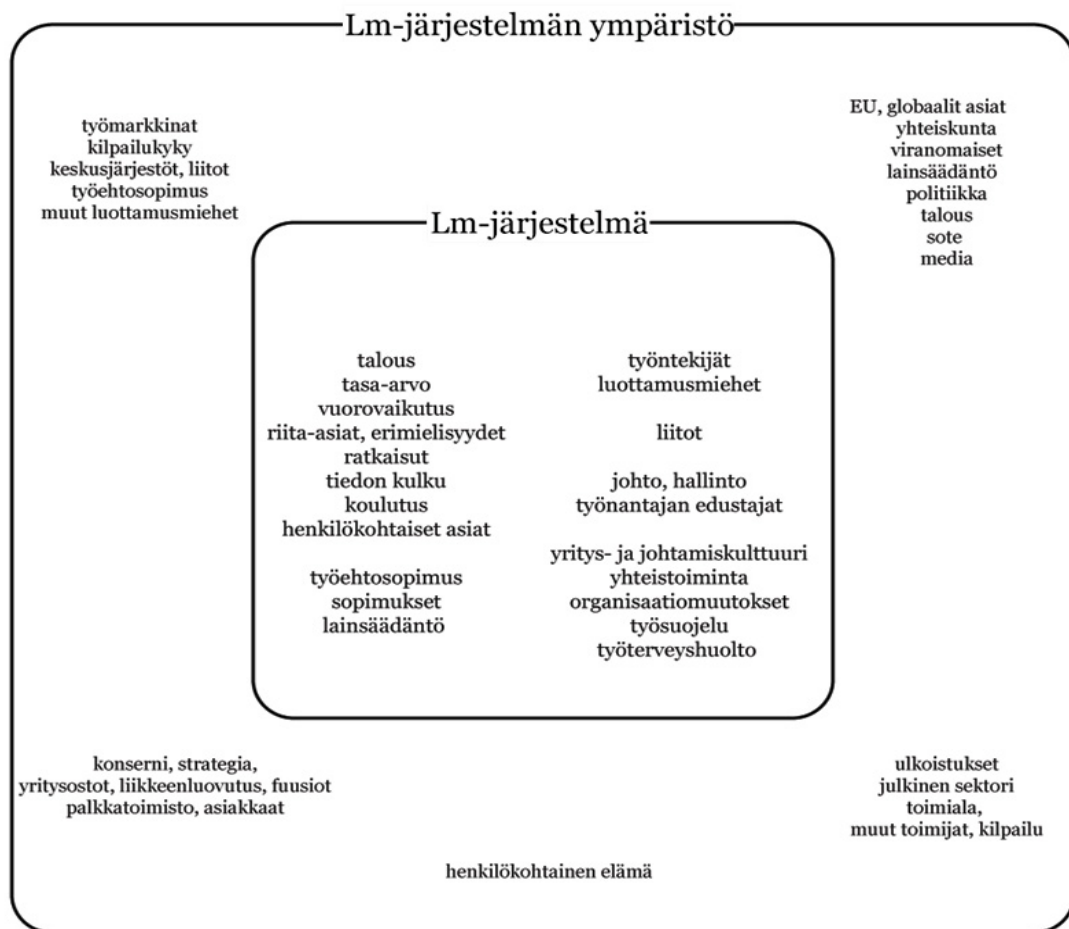 Lm-järjestelmän ympäristö
työmarkkinat
kilpailukyky
keskusjärjestöt, liitot
työehtosopimus
muut luottamusmiehet
EU, globaalit asiat
yhteiskunta
viranomaiset
lainsäädäntö
politiikka
talous
sote
media
Lm-järjestelmä
talous
tasa-arvo
vuorovaikutus
riita-asiat, erimielisyydet
ratkaisut
tiedon kulku
koulutus
henkilökohtaiset asiat
työehtosopimus
sopimukset
lainsäädäntö
työntekijät
luottamusmiehet
liitot
johto, hallinto
työnantajan edustajat
yritys- ja johtamiskulttuuri
yhteistoiminta
organisaatiomuutokset
työsuojelu
työterveyshuolto
konserni, strategia,
yritysostot, liikkeenluovutus, fuusiot
palkkatoimisto, asiakkaat
ulkoistukset
julkinen sektori
toimiala,
muut toimijat, kilpailu
henkilökohtainen elämä